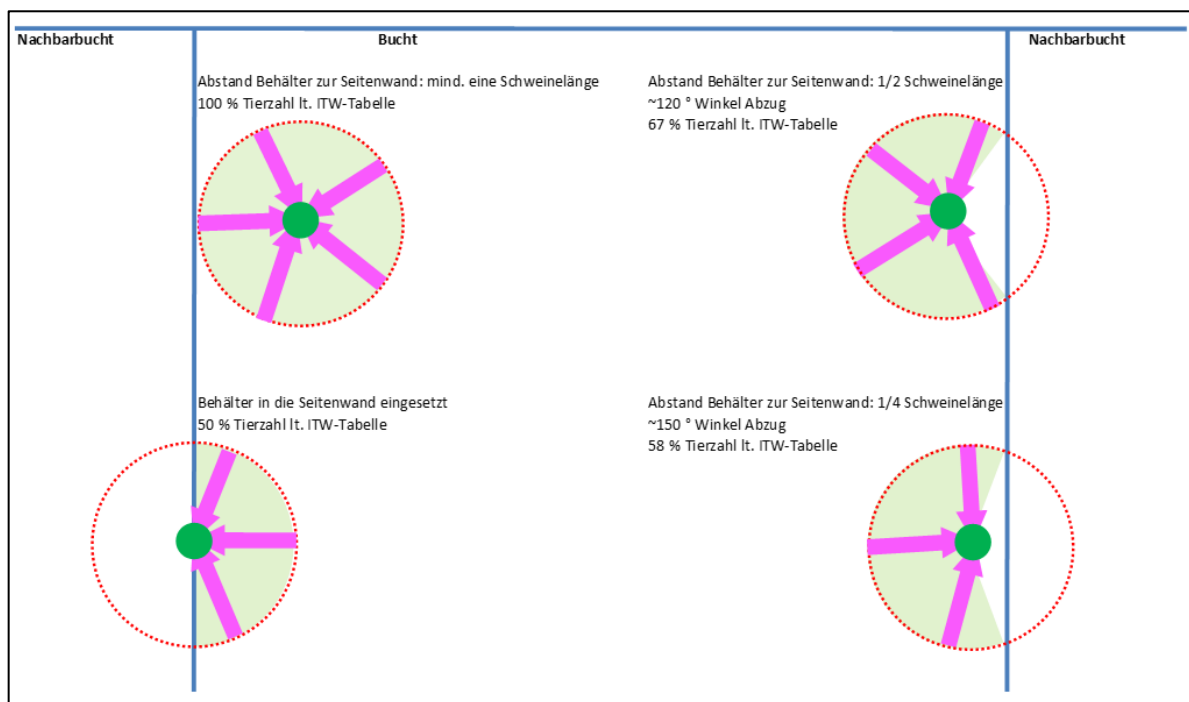 Nachbarbucht
Bucht
Nachbarbucht
Abstand Behälter zur Seitenwand: mind. eine Schweinelänge
100 % Tierzahl lt. ITW-Tabelle
Abstand Behälter zur Seitenwand: 1/2 Schweinelänge
~120 ° Winkel Abzug
67 % Tierzahl lt. ITW-Tabelle
Behälter in die Seitenwand eingesetzt
50 % Tierzahl lt. ITW-Tabelle
Abstand Behälter zur Seitenwand: 1/4 Schweinelänge
~150 ° Winkel Abzug
58 % Tierzahl lt. ITW-Tabelle